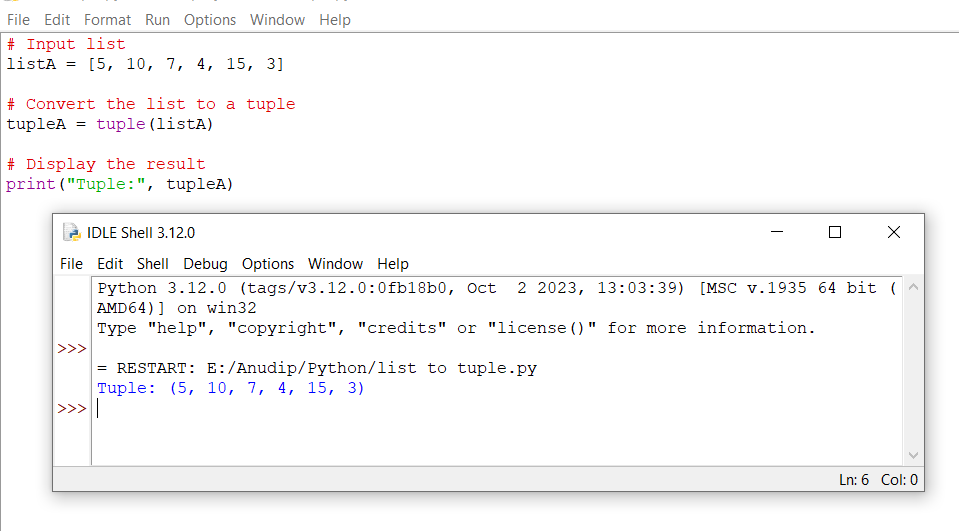 File Edit Format Run Options Window Help
# Input list
listA = [5, 10, 7, 4, 15, 3]
# Convert the list to a tuple
tupleA = tuple(listA)
# Display the result
print("Tuple:", tupleA)
IDLE Shell 3.12.0
File Edit Shell Debug Options Window Help
Python 3.12.0 (tags/v3.12.0:0fb18b0, Oct  2 2023, 13:03:39) [MSC v.1935 64 bit (
AMD64)] on win32
Type "help", "copyright", "credits" or "license()" for more information.
>>>
= RESTART: E:/Anudip/Python/list to tuple.py
Tuple: (5, 10, 7, 4, 15, 3)
>>>
Ln: 6 Col: 0